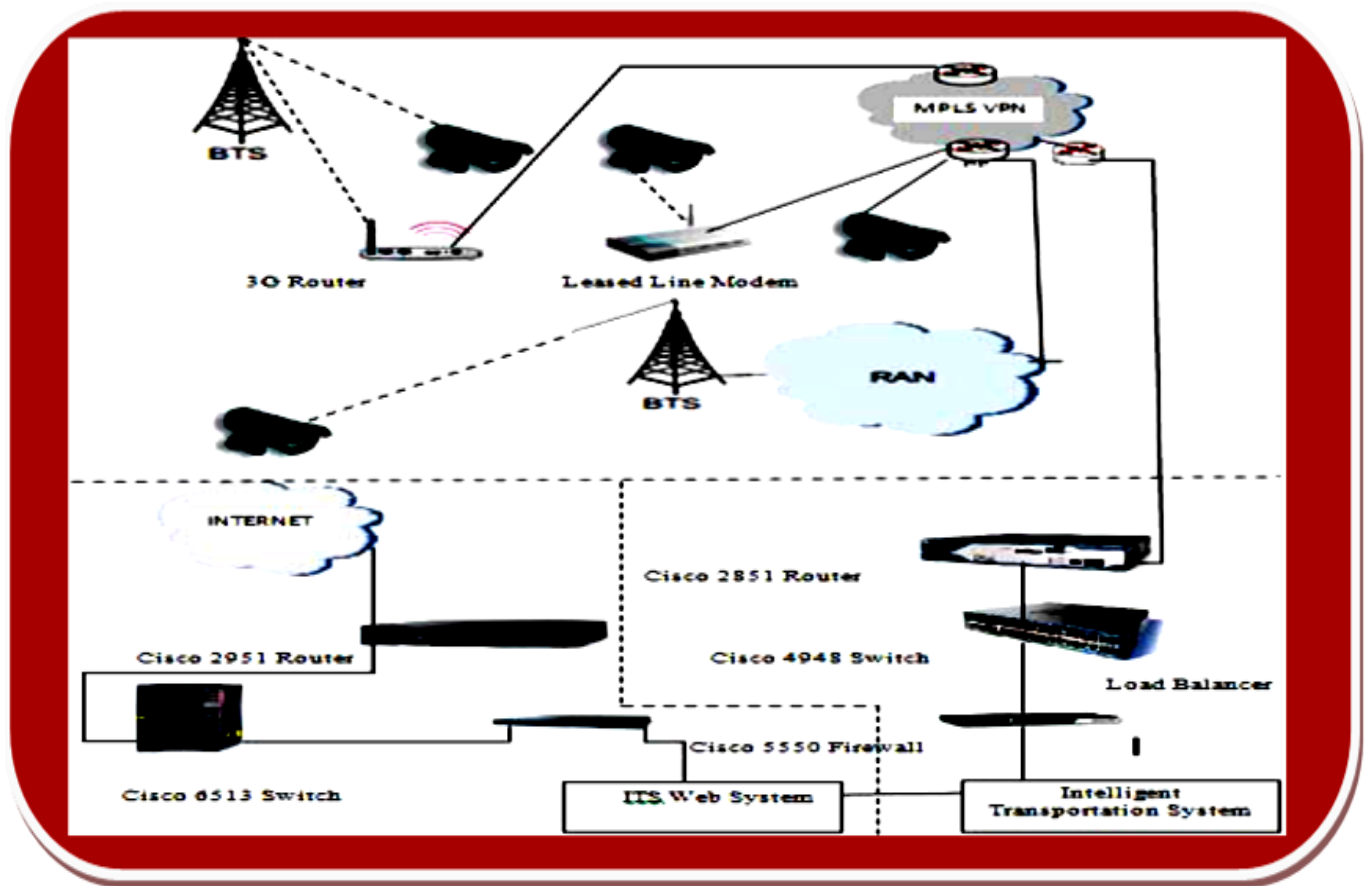 MPLS VPN
BTS
3G Router
Leased Line Modem
RAN
BTS
INTERNET
Cisco 2851 Router
Cisco 2951 Router
Cisco 4948 Switch
Load Balancer
Cisco 5550 Firewall
Cisco 6513 Switch
ITS Web System
Intelligent
Transportation System